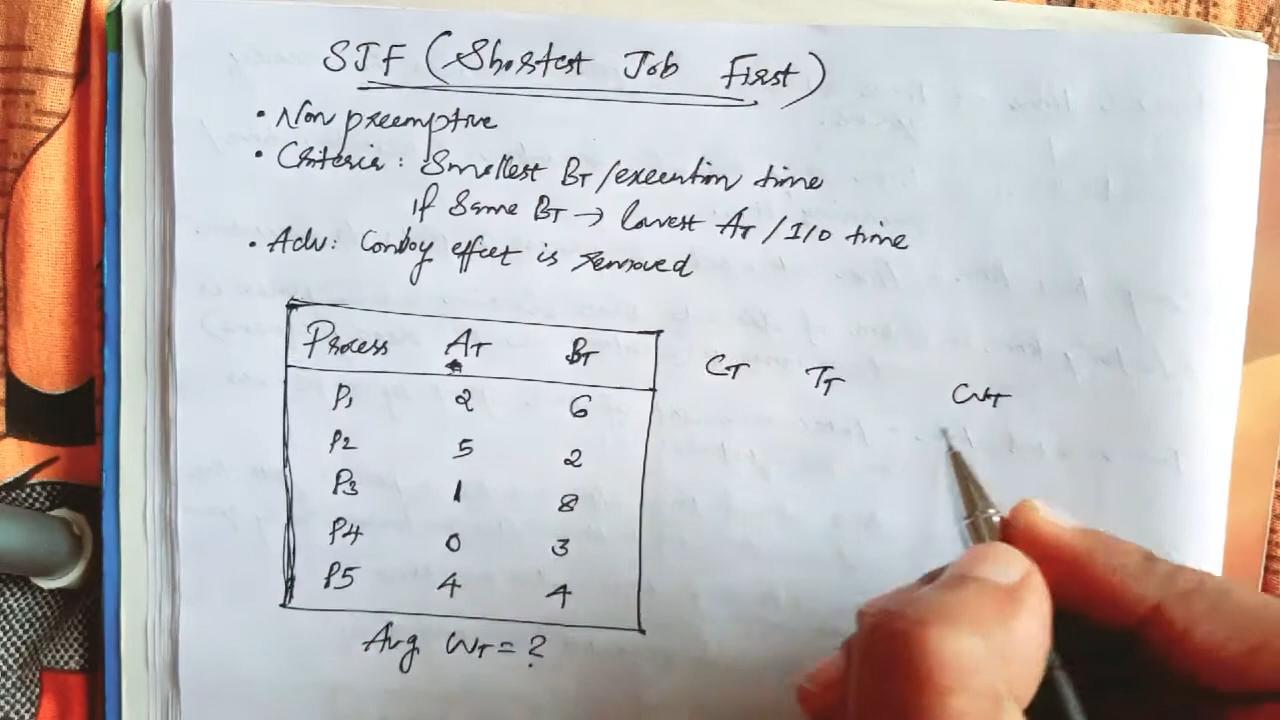 SJF (Shortest Job First)
• Non preemptive
• Criteria: Smallest BT/execution time
if Same BT → lowest AT/I/O time
• Adv: Conboy effect is removed
Process AT BT CT TT WT
P1 2 6
P2 5 2
P3 1 8
P4 0 3
P5 4 4
Avg WT = ?